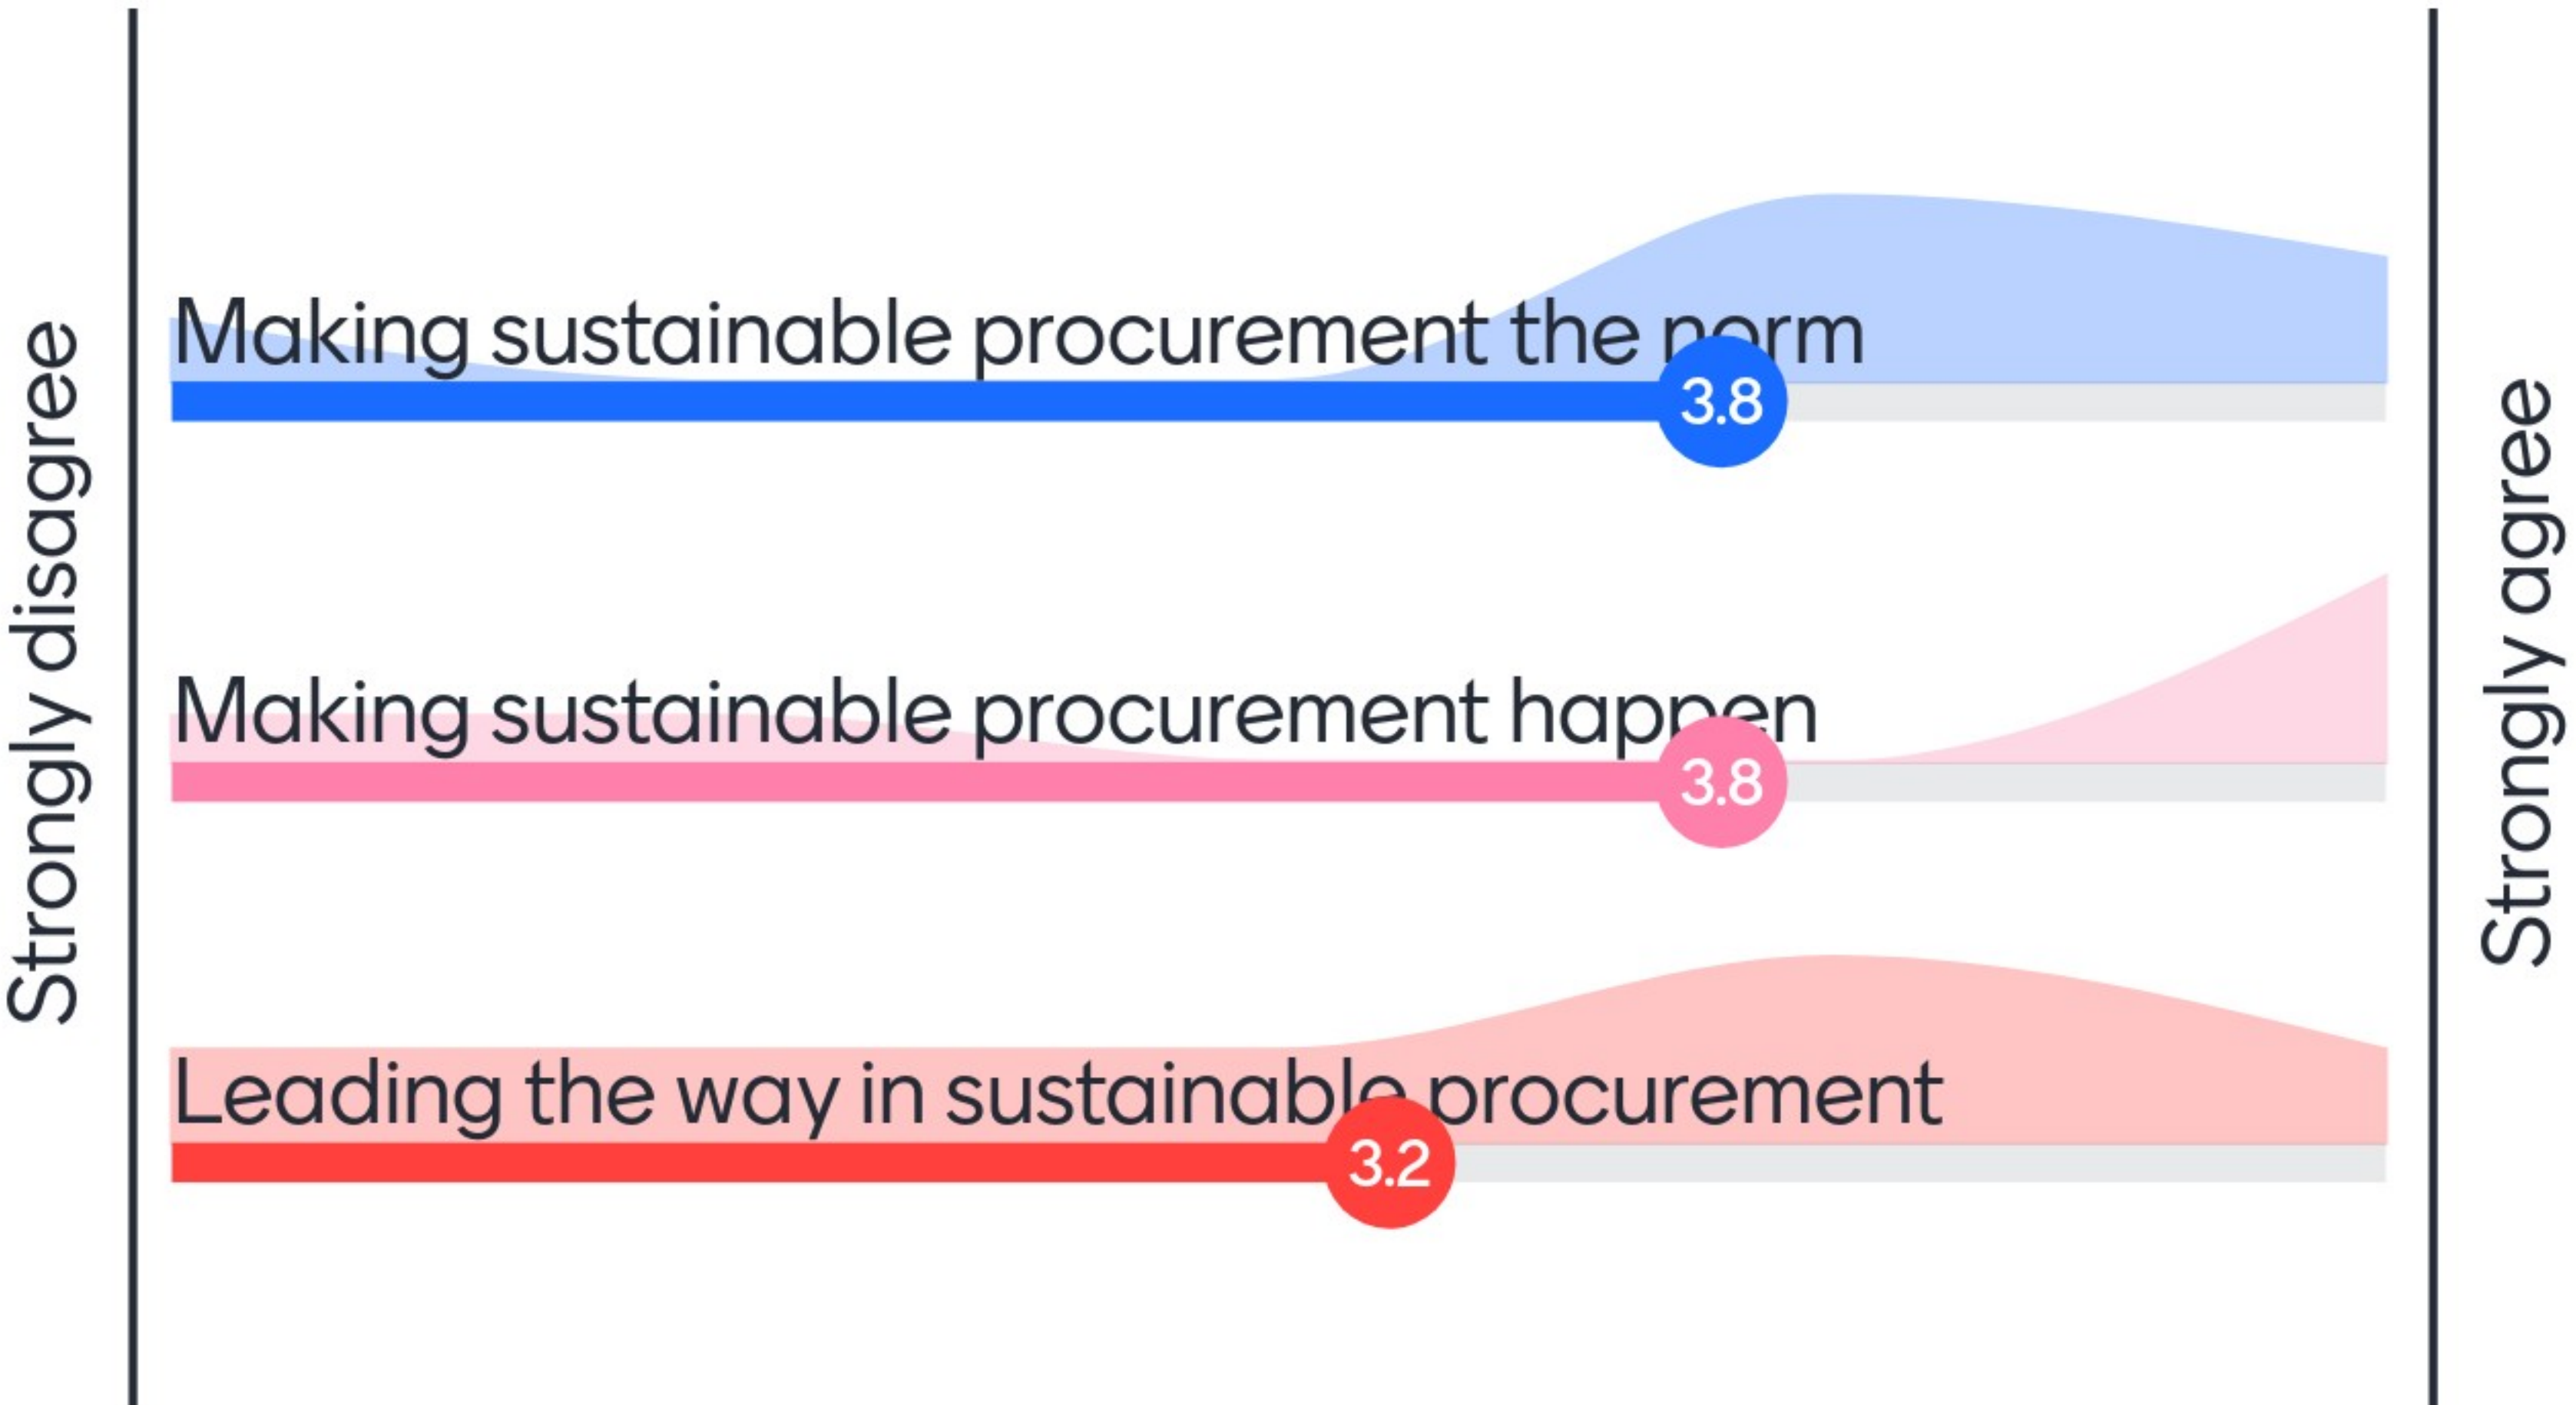 Strongly disagree
Making sustainable procurement the norm
3.8
Making sustainable procurement happen
3.8
Leading the way in sustainable procurement
3.2
Strongly agree